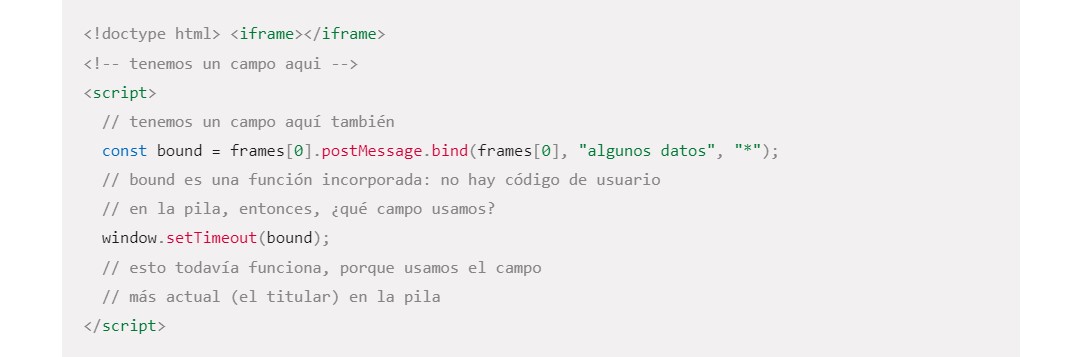 <!doctype html> <iframe></iframe>
<!-- tenemos un campo aqui -->
<script>
// tenemos un campo aquí también
const bound = frames[0].postMessage.bind(frames[0], "algunos datos", "*");
// bound es una función incorporada: no hay código de usuario
// en la pila, entonces, ¿qué campo usamos?
window.setTimeout(bound);
// esto todavía funciona, porque usamos el campo
// más actual (el titular) en la pila
</script>